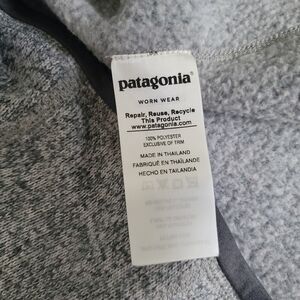 patagonia®
WORN WEAR
Repair, Reuse, Recycle
This Product
www.patagonia.com
100% POLYESTER
EXCLUSIVE OF TRIM
MADE IN THAILAND
FABRIQUÉ EN THAÏLANDE
HECHO EN TAILANDIA